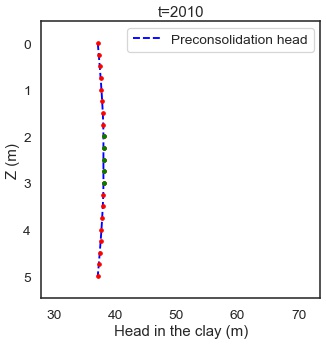 t=2010
Preconsolidation head
0
1
2
3
4
5
Z (m)
30 40 50 60 70
Head in the clay (m)